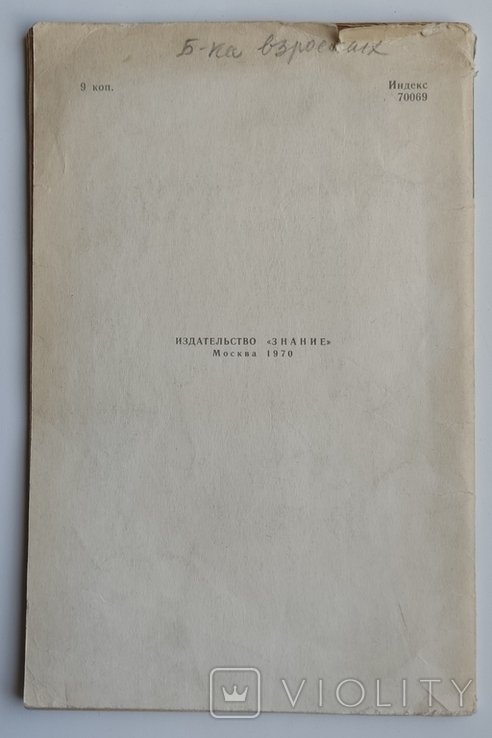 Б-ка взрослых
9 коп.
Индекс
70069
ИЗДАТЕЛЬСТВО «ЗНАНИЕ»
Москва 1970
VIOLITY